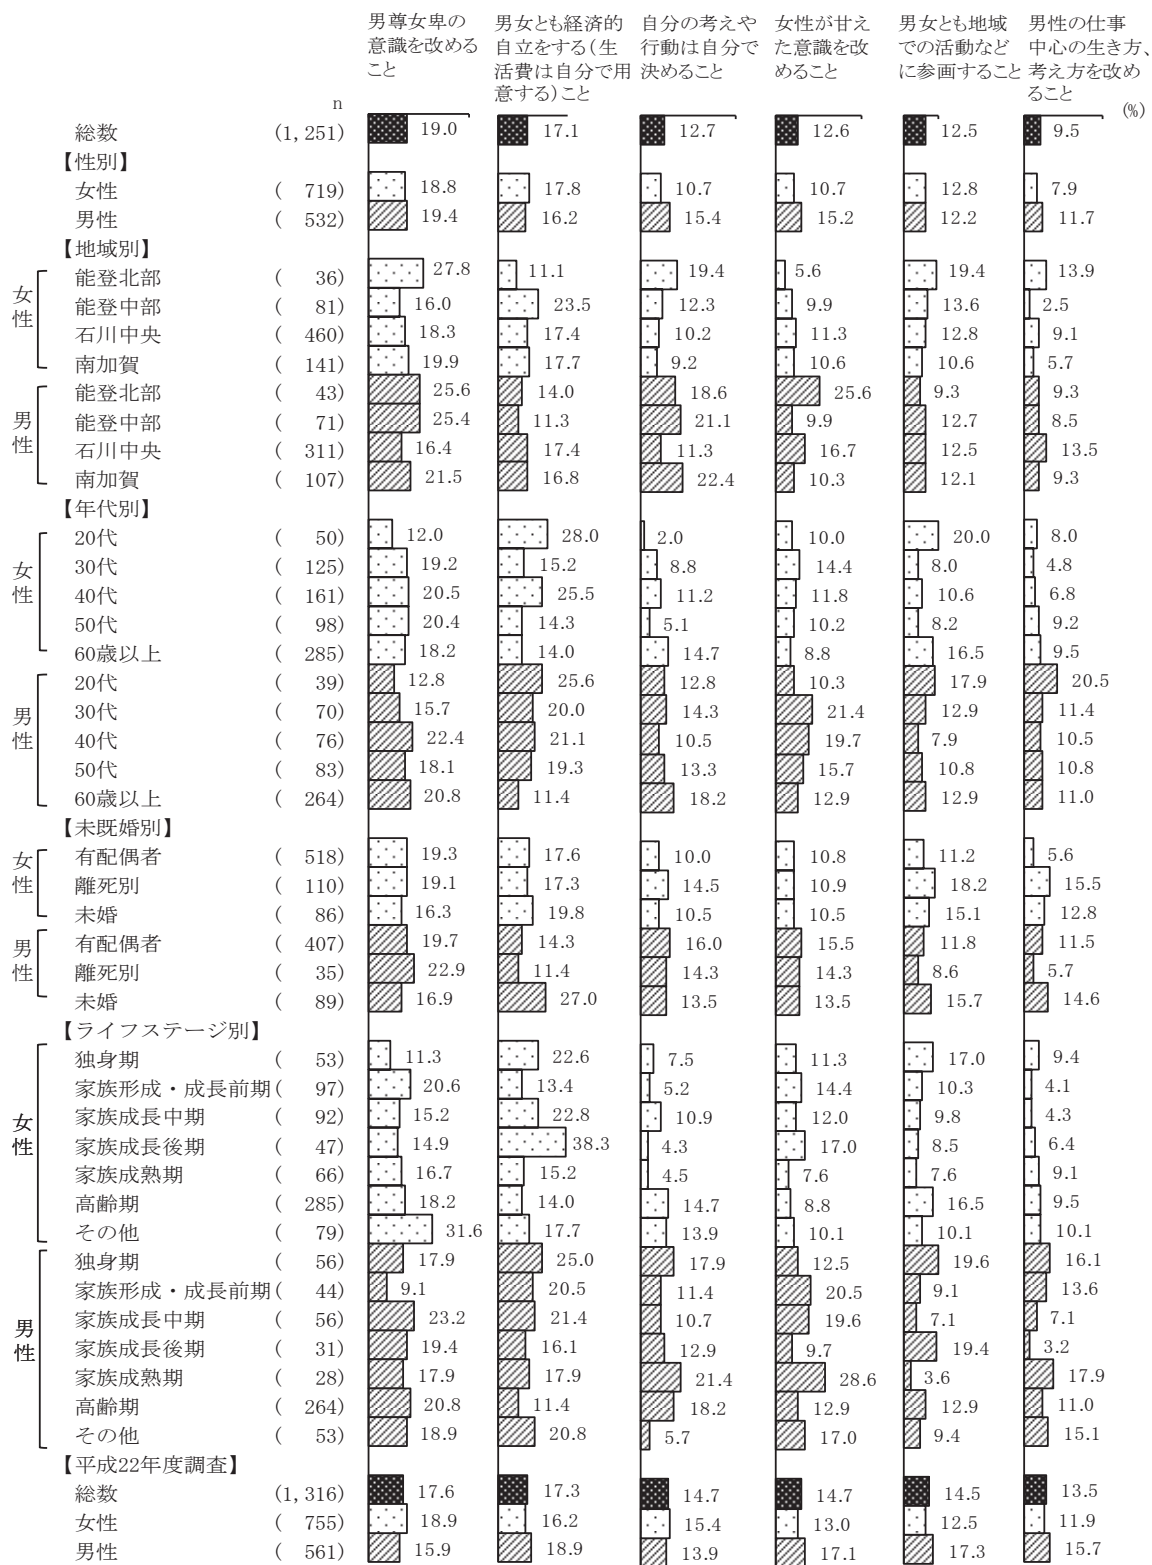 男尊女卑の
意識を改める
こと
男女とも経済的
自立をする(生
活費は自分で用
意する)こと
自分の考えや
行動は自分で
決めること
女性が甘え
た意識を改
めること
男女とも地域
での活動など
に参画すること
男性の仕事
中心の生き方、
考え方を改め
ること
n
(%)
総数 (1,251) 19.0 17.1 12.7 12.6 12.5 9.5
【性別】
女性 ( 719) 18.8 17.8 10.7 10.7 12.8 7.9
男性 ( 532) 19.4 16.2 15.4 15.2 12.2 11.7
【地域別】
女性
能登北部 ( 36) 27.8 11.1 19.4 5.6 19.4 13.9
能登中部 ( 81) 16.0 23.5 12.3 9.9 13.6 2.5
石川中央 ( 460) 18.3 17.4 10.2 11.3 12.8 9.1
南加賀 ( 141) 19.9 17.7 9.2 10.6 10.6 5.7
男性
能登北部 ( 43) 25.6 14.0 18.6 25.6 9.3 9.3
能登中部 ( 71) 25.4 11.3 21.1 9.9 12.7 8.5
石川中央 ( 311) 16.4 17.4 11.3 16.7 12.5 13.5
南加賀 ( 107) 21.5 16.8 22.4 10.3 12.1 9.3
【年代別】
女性
20代 ( 50) 12.0 28.0 2.0 10.0 20.0 8.0
30代 ( 125) 19.2 15.2 8.8 14.4 8.0 4.8
40代 ( 161) 20.5 25.5 11.2 11.8 10.6 6.8
50代 ( 98) 20.4 14.3 5.1 10.2 8.2 9.2
60歳以上 ( 285) 18.2 14.0 14.7 8.8 16.5 9.5
男性
20代 ( 39) 12.8 25.6 12.8 10.3 17.9 20.5
30代 ( 70) 15.7 20.0 14.3 21.4 12.9 11.4
40代 ( 76) 22.4 21.1 10.5 19.7 7.9 10.5
50代 ( 83) 18.1 19.3 13.3 15.7 10.8 10.8
60歳以上 ( 264) 20.8 11.4 18.2 12.9 12.9 11.0
【未既婚別】
女性
有配偶者 ( 518) 19.3 17.6 10.0 10.8 11.2 5.6
離死別 ( 110) 19.1 17.3 14.5 10.9 18.2 15.5
未婚 ( 86) 16.3 19.8 10.5 10.5 15.1 12.8
男性
有配偶者 ( 407) 19.7 14.3 16.0 15.5 11.8 11.5
離死別 ( 35) 22.9 11.4 14.3 14.3 8.6 5.7
未婚 ( 89) 16.9 27.0 13.5 13.5 15.7 14.6
【ライフステージ別】
女性
独身期 ( 53) 11.3 22.6 7.5 11.3 17.0 9.4
家族形成・成長前期( 97) 20.6 13.4 5.2 14.4 10.3 4.1
家族成長中期 ( 92) 15.2 22.8 10.9 12.0 9.8 4.3
家族成長後期 ( 47) 14.9 38.3 4.3 17.0 8.5 6.4
家族成熟期 ( 66) 16.7 15.2 4.5 7.6 7.6 9.1
高齢期 ( 285) 18.2 14.0 14.7 8.8 16.5 9.5
その他 ( 79) 31.6 17.7 13.9 10.1 10.1 10.1
男性
独身期 ( 56) 17.9 25.0 17.9 12.5 19.6 16.1
家族形成・成長前期( 44) 9.1 20.5 11.4 20.5 9.1 13.6
家族成長中期 ( 56) 23.2 21.4 10.7 19.6 7.1 7.1
家族成長後期 ( 31) 19.4 16.1 12.9 9.7 19.4 3.2
家族成熟期 ( 28) 17.9 17.9 21.4 28.6 3.6 17.9
高齢期 ( 264) 20.8 11.4 18.2 12.9 12.9 11.0
その他 ( 53) 18.9 20.8 5.7 17.0 9.4 15.1
【平成22年度調査】
総数 (1,316) 17.6 17.3 14.7 14.7 14.5 13.5
女性 ( 755) 18.9 16.2 15.4 13.0 12.5 11.9
男性 ( 561) 15.9 18.9 13.9 17.1 17.3 15.7